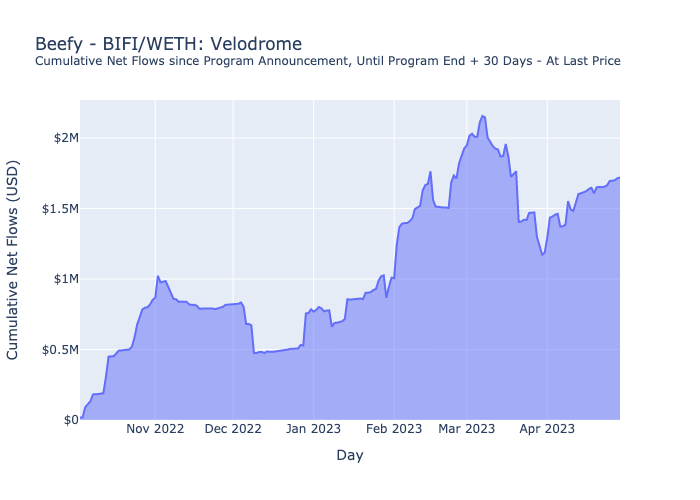 Beefy - BIFI/WETH: Velodrome
Cumulative Net Flows since Program Announcement, Until Program End + 30 Days - At Last Price
Cumulative Net Flows (USD)
$2M
$1.5M
$1M
$0.5M
$0
Nov 2022 Dec 2022 Jan 2023 Feb 2023 Mar 2023 Apr 2023
Day